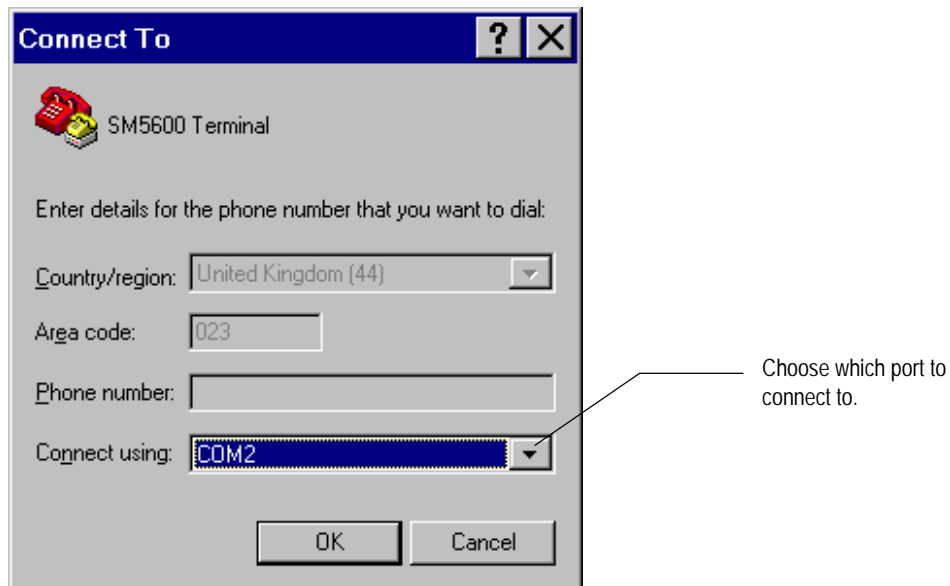 Connect To
SM5600 Terminal
Enter details for the phone number that you want to dial:
Country/region: United Kingdom (44)
Area code: 023
Phone number:
Connect using: COM2
Choose which port to
connect to.
OK Cancel